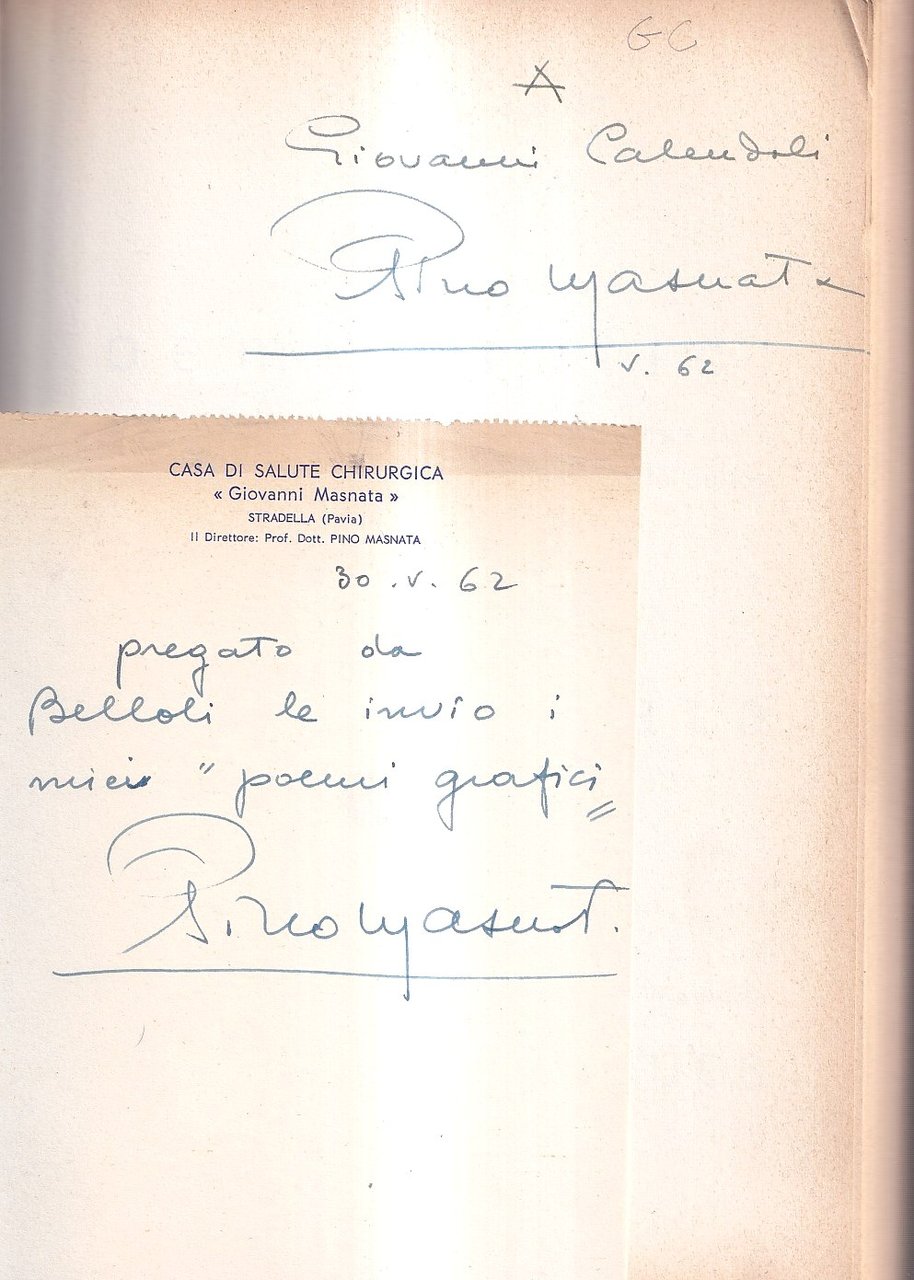 GC
A
Giovanni Calendoli
Pino Masnata
V. 62
CASA DI SALUTE CHIRURGICA
« Giovanni Masnata »
STRADELLA (Pavia)
Il Direttore: Prof. Dott. PINO MASNATA
30 . V. 62
pregato da
Belloli le invio i
miei " poemi grafici "
Pino Masnat.